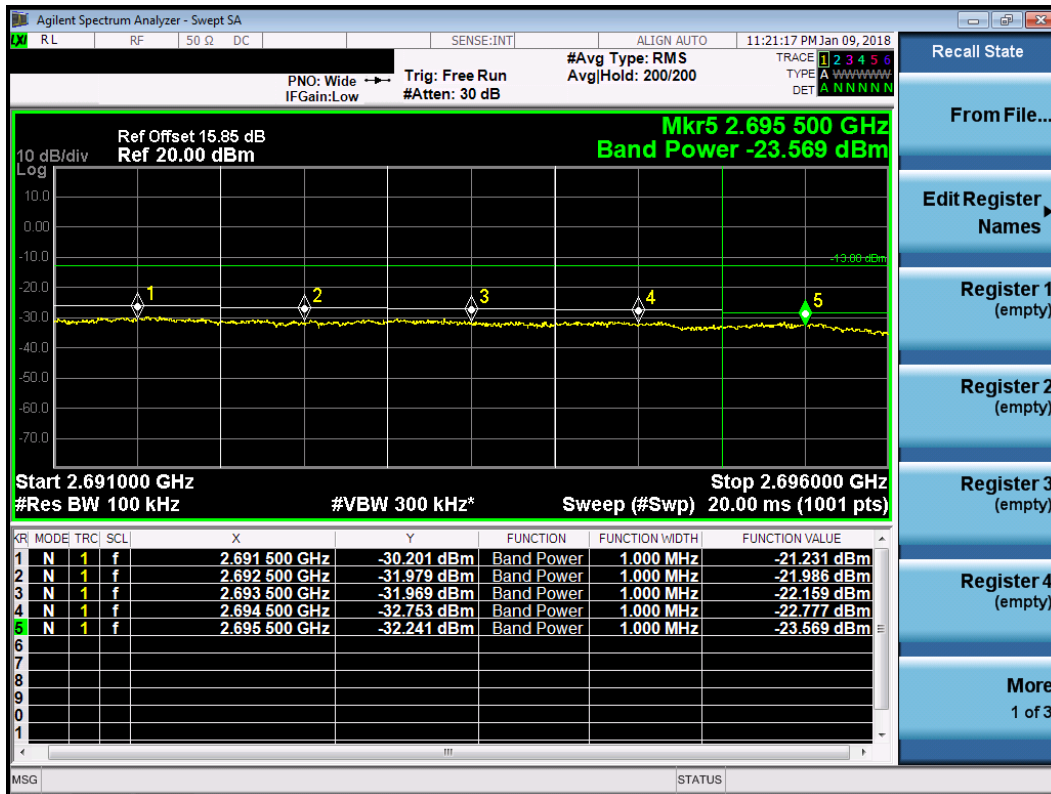 Agilent Spectrum Analyzer - Swept SA
LXI RL RF 50 Ω DC SENSE:INT ALIGN AUTO 11:21:17 PM Jan 09, 2018
PNO: Wide Trig: Free Run #Avg Type: RMS TRACE 1 2 3 4 5 6
IFGain:Low #Atten: 30 dB Avg|Hold: 200/200 TYPE A WWWWW
DET A N N N N N
Mkr5 2.695 500 GHz
Band Power -23.569 dBm
Ref Offset 15.85 dB
10 dB/div Ref 20.00 dBm
Log
10.0
0.00
-10.0
-13.00 dBm
-20.0
1 2 3 4 5
-30.0
-40.0
-50.0
-60.0
-70.0
Start 2.691000 GHz Stop 2.696000 GHz
#Res BW 100 kHz #VBW 300 kHz* Sweep (#Swp) 20.00 ms (1001 pts)
KR MODE TRC SCL X Y FUNCTION FUNCTION WIDTH FUNCTION VALUE
1 N 1 f 2.691 500 GHz -30.201 dBm Band Power 1.000 MHz -21.231 dBm
2 N 1 f 2.692 500 GHz -31.979 dBm Band Power 1.000 MHz -21.986 dBm
3 N 1 f 2.693 500 GHz -31.969 dBm Band Power 1.000 MHz -22.159 dBm
4 N 1 f 2.694 500 GHz -32.753 dBm Band Power 1.000 MHz -22.777 dBm
5 N 1 f 2.695 500 GHz -32.241 dBm Band Power 1.000 MHz -23.569 dBm
6
7
8
9
0
1
MSG STATUS
Recall State
From File...
Edit Register
Names
Register 1
(empty)
Register 2
(empty)
Register 3
(empty)
Register 4
(empty)
More
1 of 3